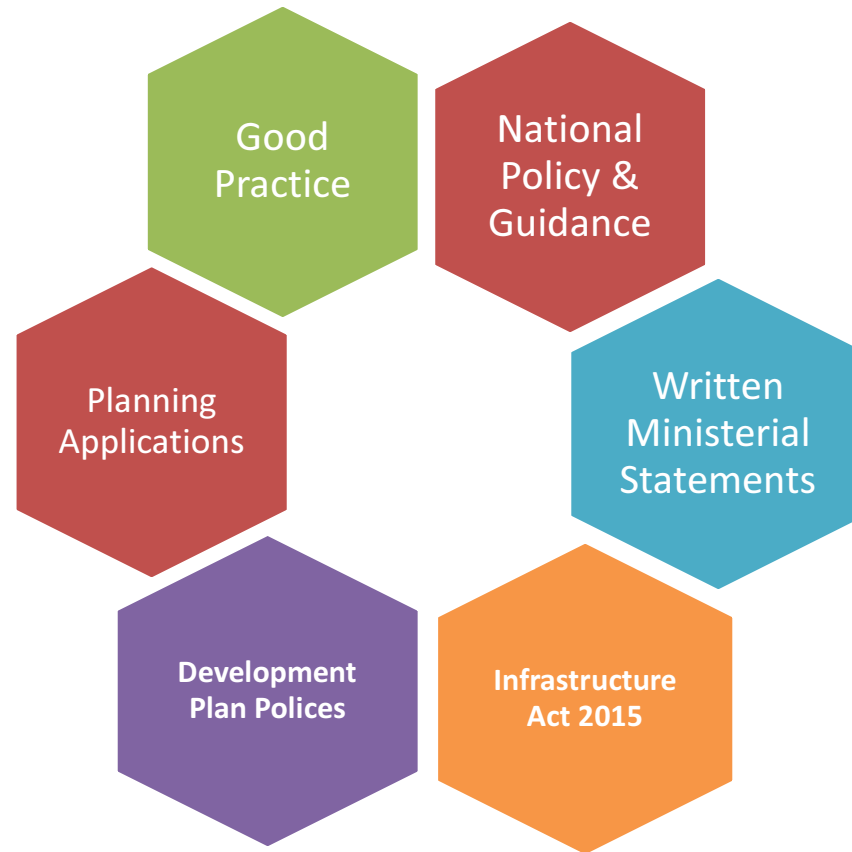 Good
Practice
National
Policy &
Guidance
Written
Ministerial
Statements
Planning
Applications
Development
Plan Polices
Infrastructure
Act 2015